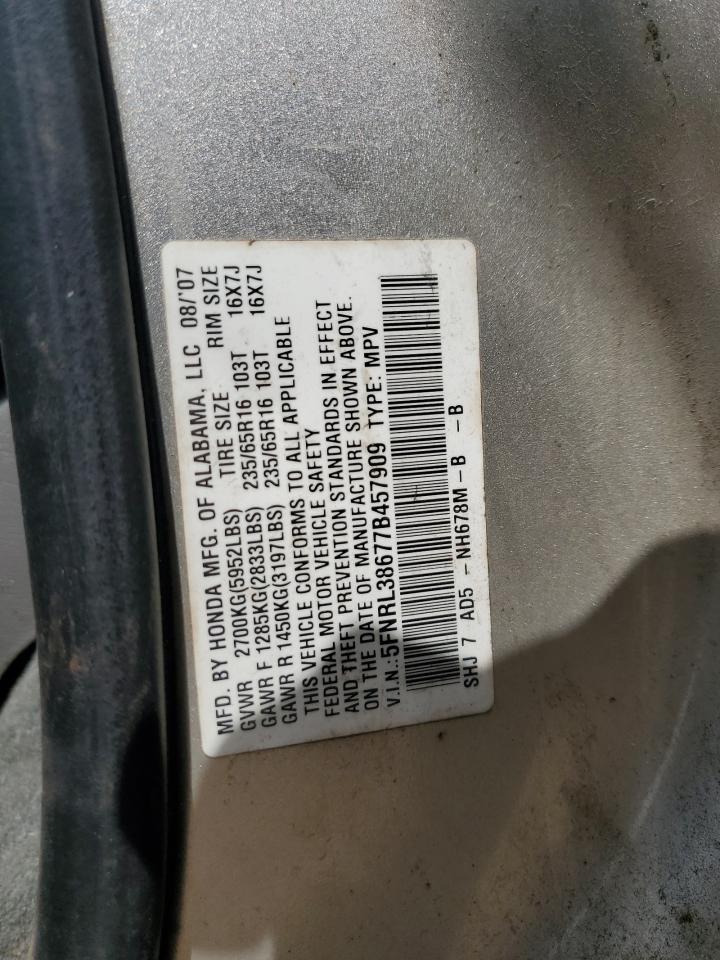 MFD. BY HONDA MFG. OF ALABAMA, LLC 08/'07
GVWR 2700KG(5952LBS) TIRE SIZE RIM SIZE
GAWR F 1285KG(2833LBS) 235/65R16 103T 16X7J
GAWR R 1450KG(3197LBS) 235/65R16 103T 16X7J
THIS VEHICLE CONFORMS TO ALL APPLICABLE
FEDERAL MOTOR VEHICLE SAFETY
AND THEFT PREVENTION STANDARDS IN EFFECT
ON THE DATE OF MANUFACTURE SHOWN ABOVE.
V.I.N.:5FNRL38677B457909 TYPE: MPV
SHJ 7 AD5 - NH678M - B - B